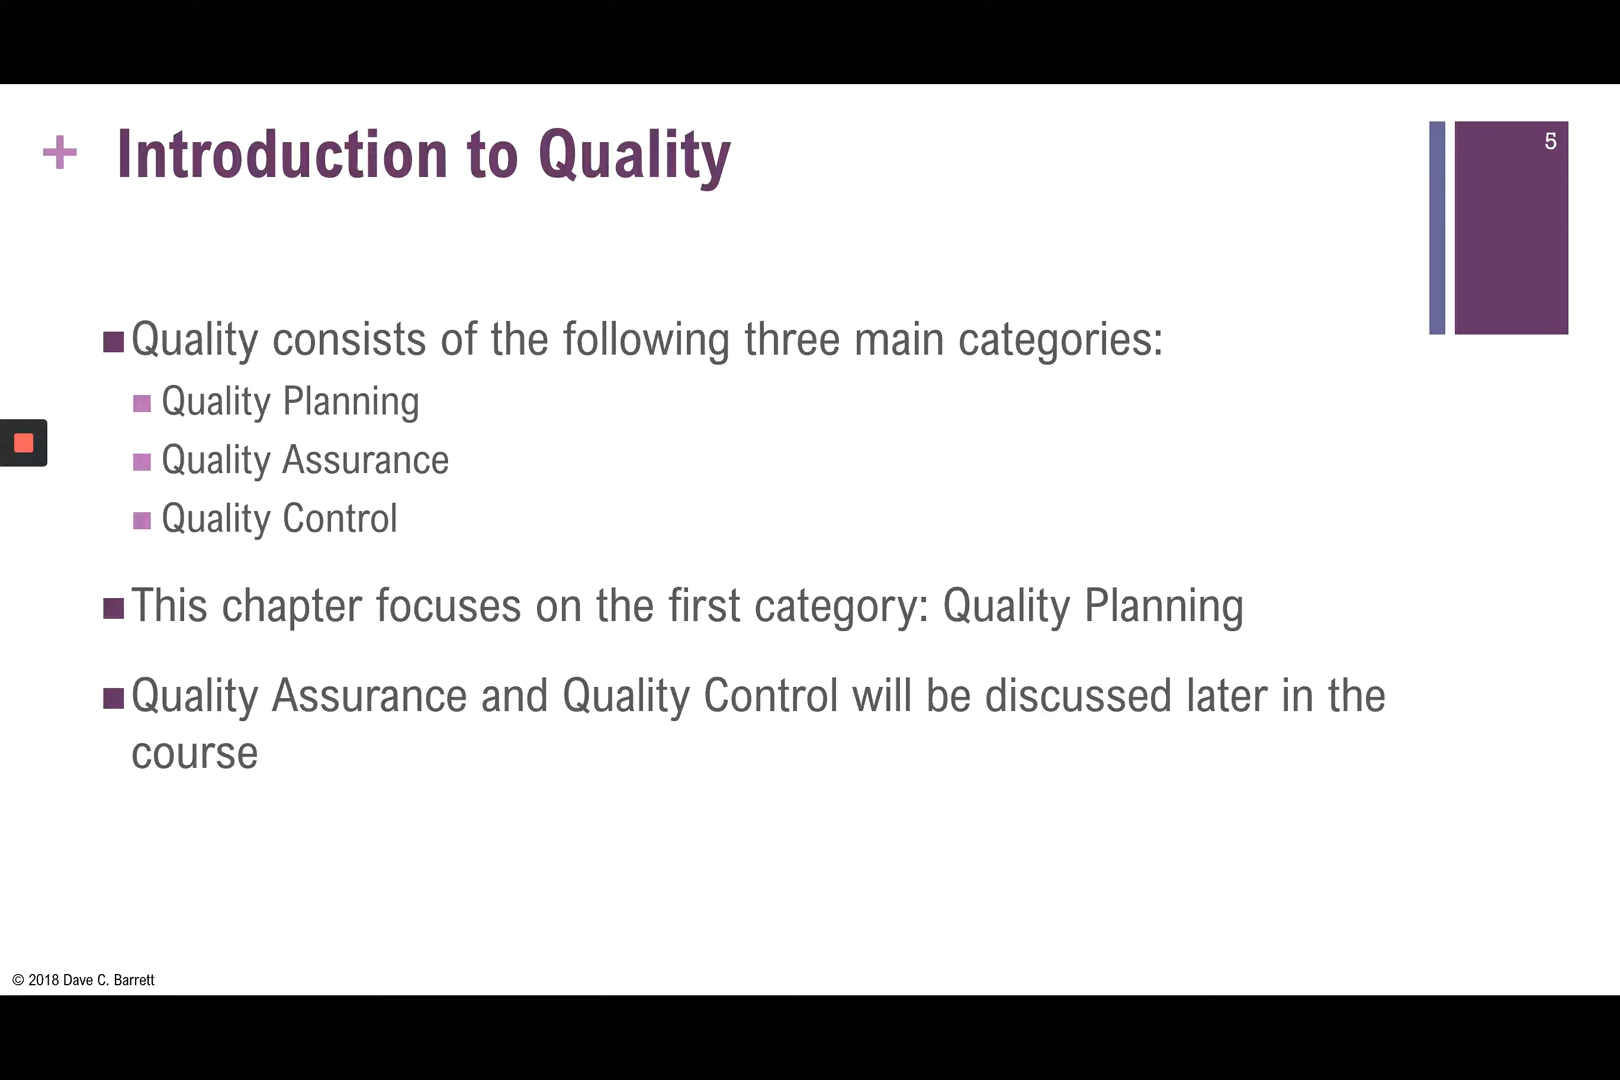 + Introduction to Quality
5
Quality consists of the following three main categories:
Quality Planning
Quality Assurance
Quality Control
This chapter focuses on the first category: Quality Planning
Quality Assurance and Quality Control will be discussed later in the
course
© 2018 Dave C. Barrett